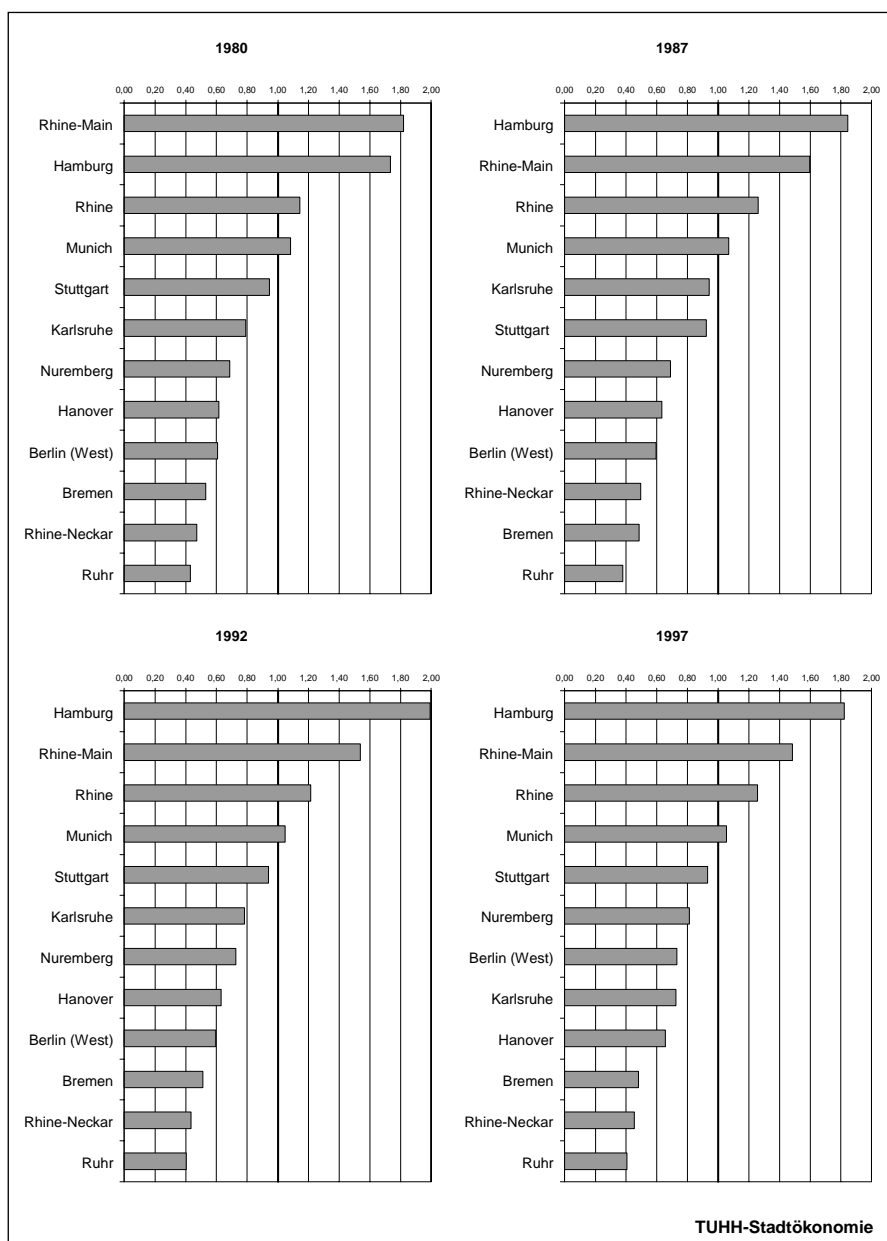 1980
0,00 0,20 0,40 0,60 0,80 1,00 1,20 1,40 1,60 1,80 2,00
Rhine-Main
Hamburg
Rhine
Munich
Stuttgart
Karlsruhe
Nuremberg
Hanover
Berlin (West)
Bremen
Rhine-Neckar
Ruhr
1987
0,00 0,20 0,40 0,60 0,80 1,00 1,20 1,40 1,60 1,80 2,00
Hamburg
Rhine-Main
Rhine
Munich
Karlsruhe
Stuttgart
Nuremberg
Hanover
Berlin (West)
Rhine-Neckar
Bremen
Ruhr
1992
0,00 0,20 0,40 0,60 0,80 1,00 1,20 1,40 1,60 1,80 2,00
Hamburg
Rhine-Main
Rhine
Munich
Stuttgart
Karlsruhe
Nuremberg
Hanover
Berlin (West)
Bremen
Rhine-Neckar
Ruhr
1997
0,00 0,20 0,40 0,60 0,80 1,00 1,20 1,40 1,60 1,80 2,00
Hamburg
Rhine-Main
Rhine
Munich
Stuttgart
Nuremberg
Berlin (West)
Karlsruhe
Hanover
Bremen
Rhine-Neckar
Ruhr
TUHH-Stadtökonomie